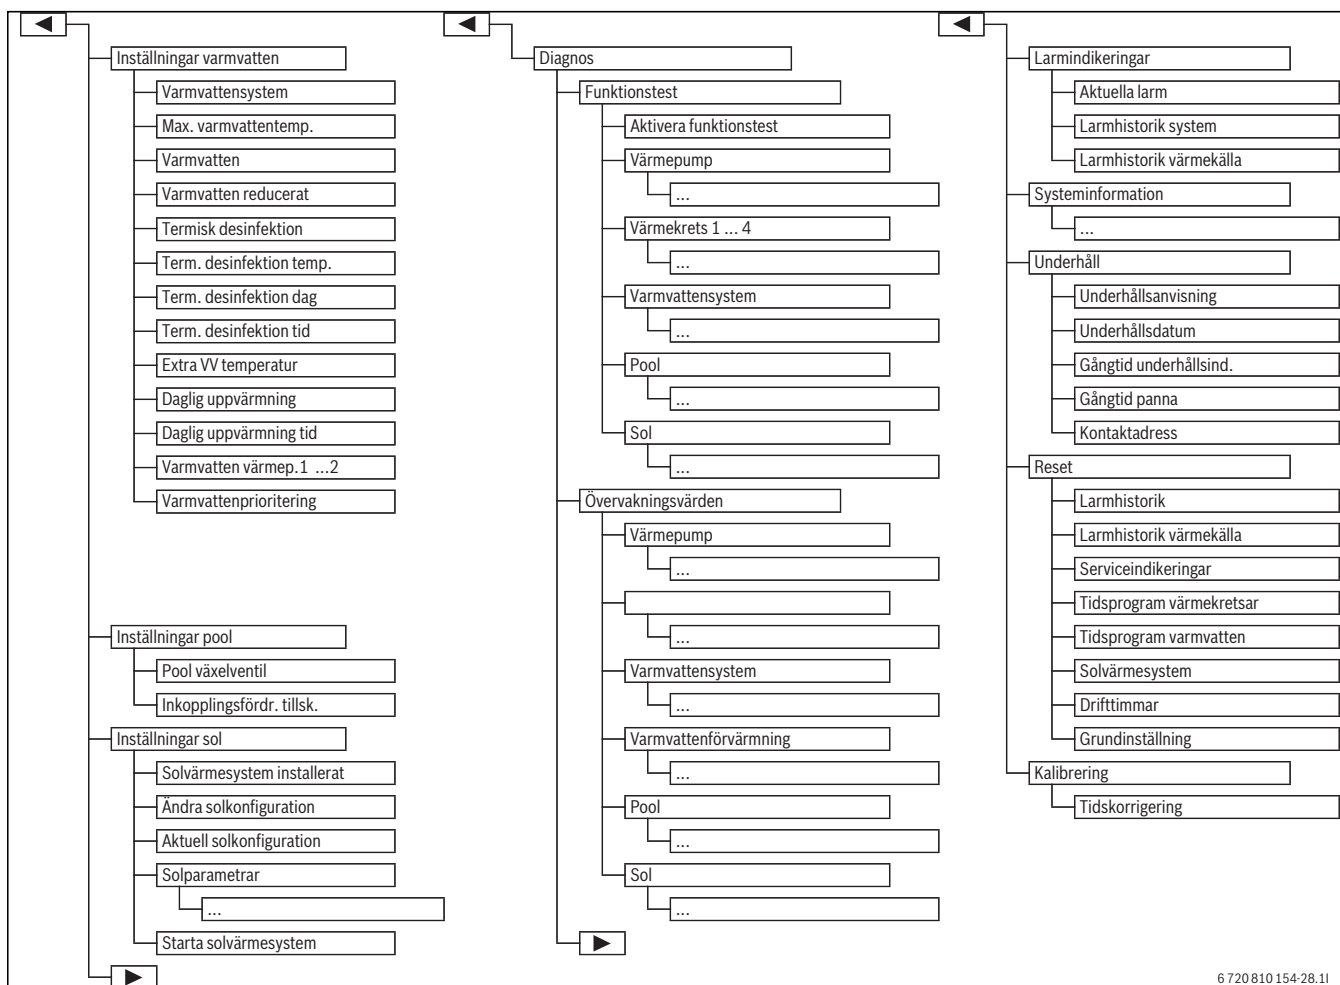 Inställningar varmvatten
Varmvattensystem
Max. varmvattentemp.
Varmvatten
Varmvatten reducerat
Termisk desinfektion
Term. desinfektion temp.
Term. desinfektion dag
Term. desinfektion tid
Extra VV temperatur
Daglig uppvärmning
Daglig uppvärmning tid
Varmvatten värmep.1 ...2
Varmvattenprioritering
Inställningar pool
Pool växelventil
Inkopplingsfördr. tillsk.
Inställningar sol
Solvärmesystem installerat
Ändra solkonfiguration
Aktuell solkonfiguration
Solparametrar
...
Starta solvärmesystem
Diagnos
Funktionstest
Aktivera funktionstest
Värmepump
...
Värmekrets 1 ... 4
...
Varmvattensystem
...
Pool
...
Sol
...
Övervakningsvärden
Värmepump
...
...
Varmvattensystem
...
Varmvattenförvärmning
...
Pool
...
Sol
...
Larmindikeringar
Aktuella larm
Larmhistorik system
Larmhistorik värmekälla
Systeminformation
...
Underhåll
Underhållsanvisning
Underhållsdatum
Gångtid underhållsind.
Gångtid panna
Kontaktadress
Reset
Larmhistorik
Larmhistorik värmekälla
Serviceindikeringar
Tidsprogram värmekretsar
Tidsprogram varmvatten
Solvärmesystem
Drifttimmar
Grundinställning
Kalibrering
Tidskorrigering
6 720 810 154-28.1I